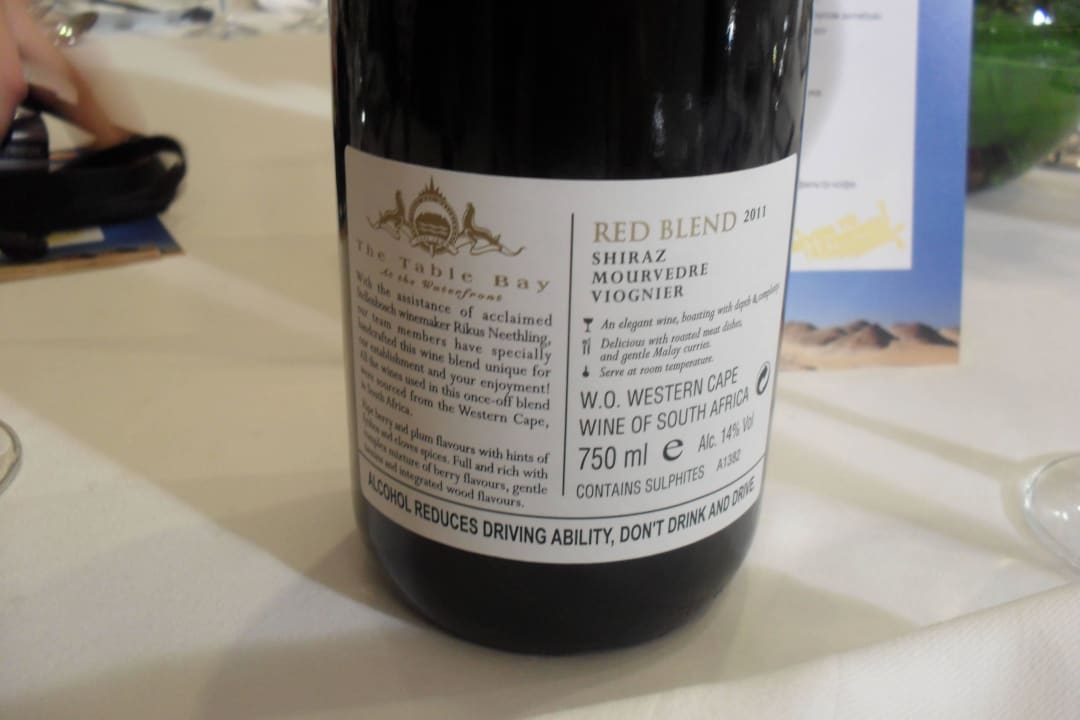 The Table Bay
At the Waterfront
With the assistance of acclaimed
Stellenbosch winemaker Rikus Neethling,
our team members have specially
handcrafted this wine blend unique for
our establishment and your enjoyment!
All the wines used in this once-off blend
were sourced from the Western Cape,
in South Africa.
Ripe berry and plum flavours with hints of
and cloves spices. Full and rich with
complex mixture of berry flavours, gentle
and integrated wood flavours.
RED BLEND 2011
SHIRAZ
MOURVEDRE
VIOGNIER
An elegant wine, boasting with depth & complexity
Delicious with roasted meat dishes,
and gentle Malay curries.
Serve at room temperature.
W.O. WESTERN CAPE
WINE OF SOUTH AFRICA
750 ml e Alc. 14% Vol
CONTAINS SULPHITES A1382
ALCOHOL REDUCES DRIVING ABILITY, DON'T DRINK AND DRIVE